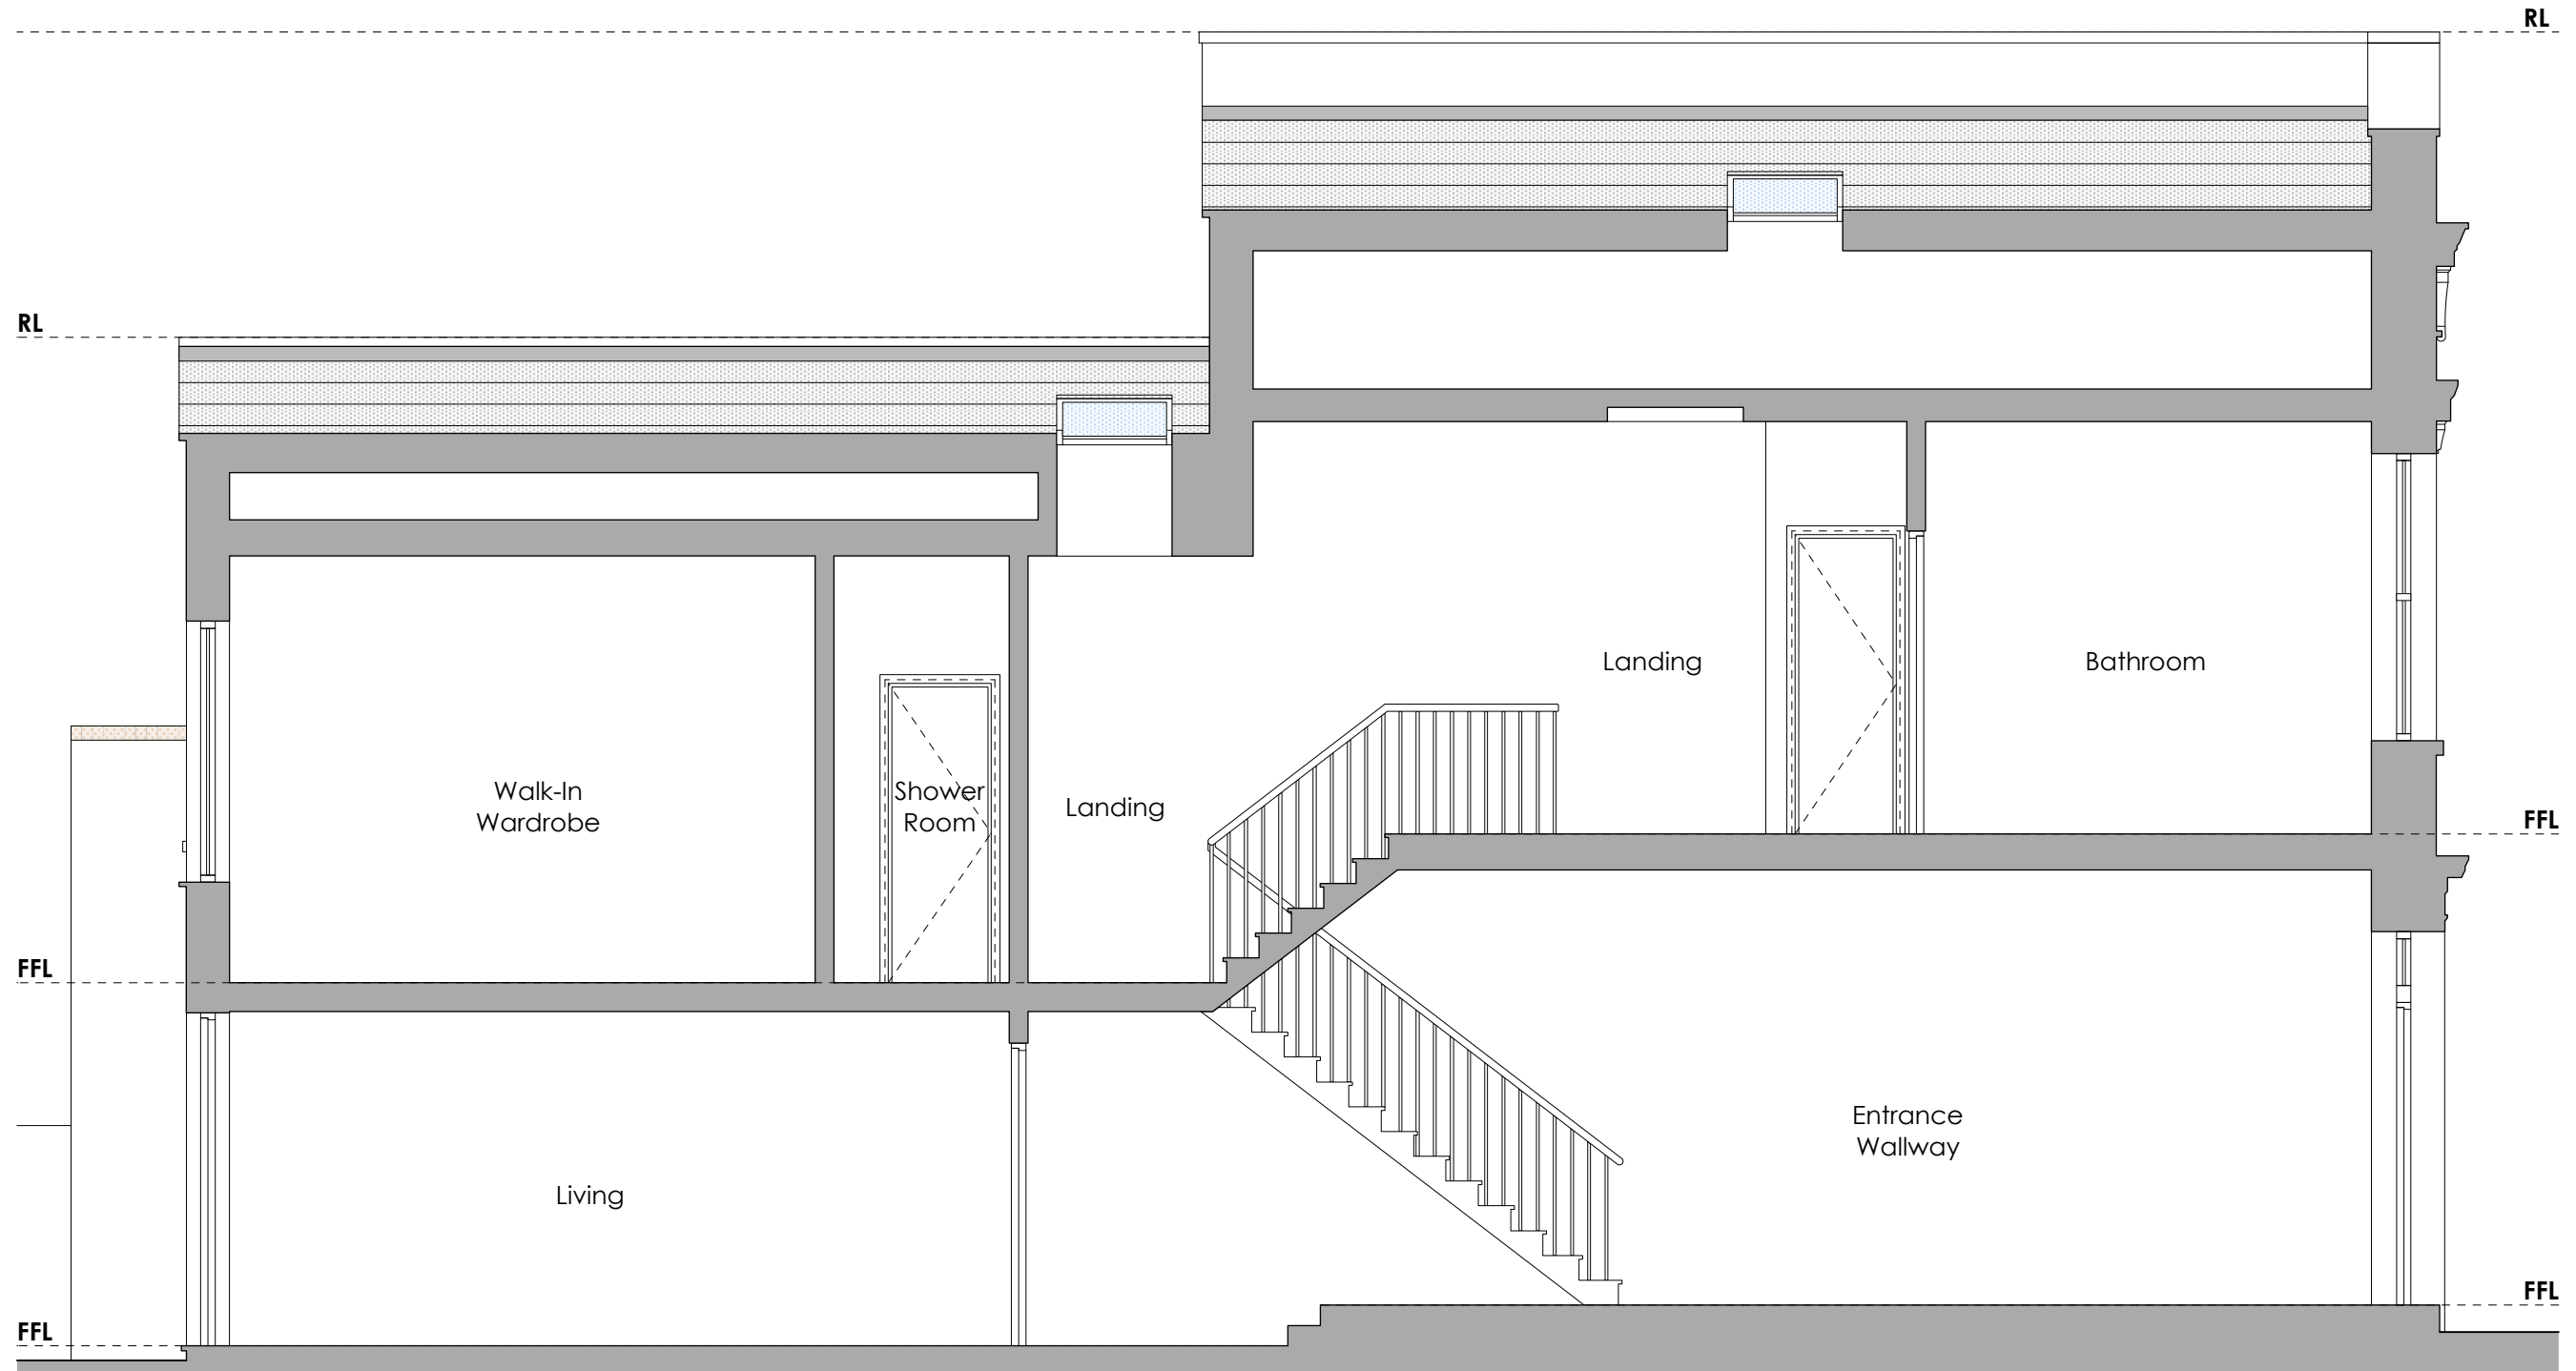 RL
RL
Landing
Bathroom
Walk-In
Wardrobe
Shower
Room
Landing
FFL
FFL
Entrance
Wallway
Living
FFL
FFL